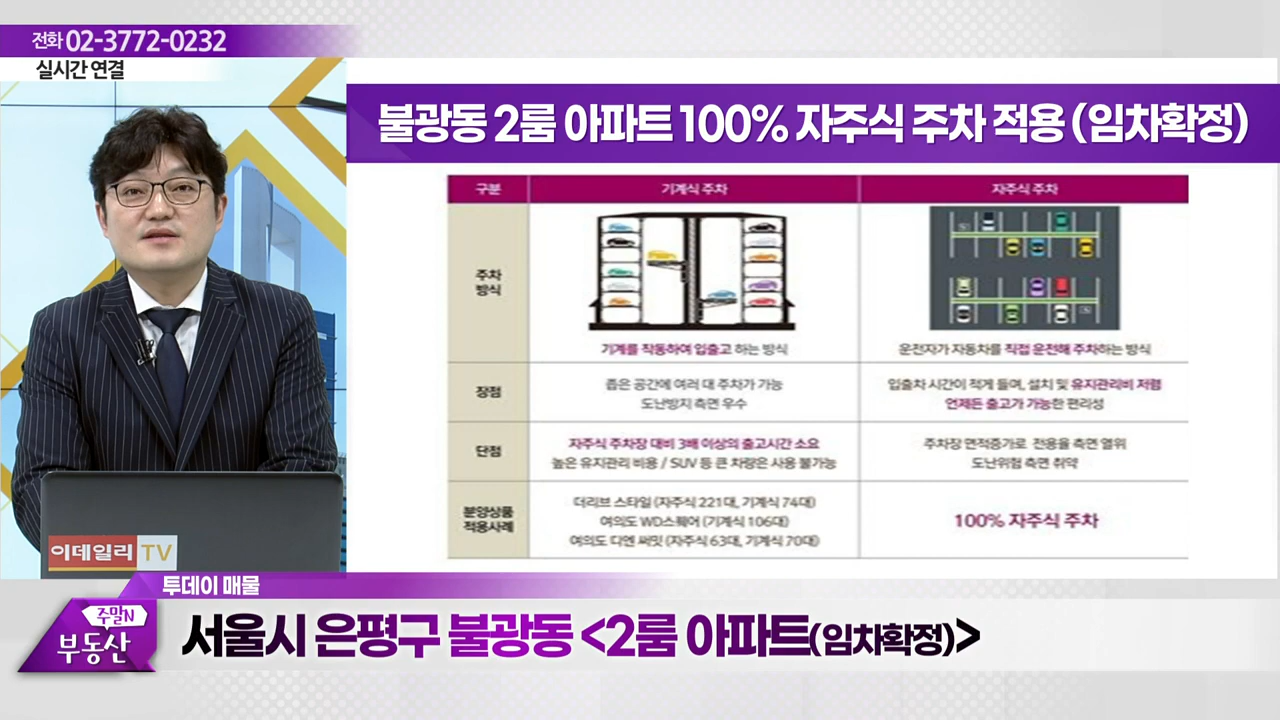 전화 02-3772-0232
실시간 연결
불광동 2룸 아파트 100% 자주식 주차 적용 (임차확정)
구분
기계식 주차
자주식 주차
주차
방식
기계를 작동하여 입출고 하는 방식
운전자가 자동차를 직접 운전해 주차하는 방식
장점
좁은 공간에 여러 대 주차가 가능
도난방지 측면 우수
입출차 시간이 적게 들며, 설치 및 유지관리비 저렴
언제든 출고가 가능한 편리성
단점
자주식 주차장 대비 3배 이상의 출고시간 소요
높은 유지관리 비용 / SUV 등 큰 차량은 사용 불가능
주차장 면적증가로 전용율 측면 열위
도난위험 측면 취약
분양상품
적용사례
더리브 스타일 (자주식 221대, 기계식 74대)
여의도 WD스퀘어 (기계식 106대)
여의도 디엔 써밋 (자주식 63대, 기계식 70대)
100% 자주식 주차
이데일리 TV
투데이 매물
주말N
부동산
서울시 은평구 불광동 <2룸 아파트(임차확정)>